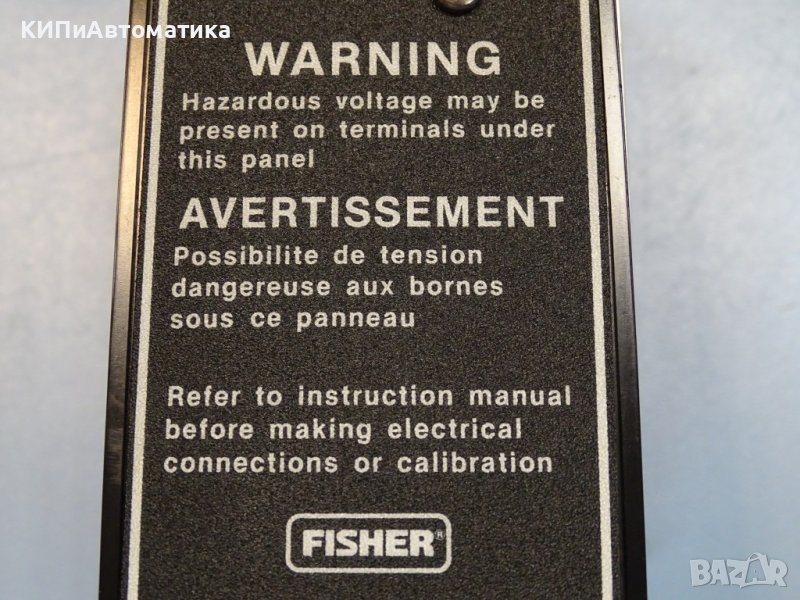 КИПиАвтоматика
WARNING
Hazardous voltage may be
present on terminals under
this panel
AVERTISSEMENT
Possibilite de tension
dangereuse aux bornes
sous ce panneau
Refer to instruction manual
before making electrical
connections or calibration
FISHER®
BAZAR